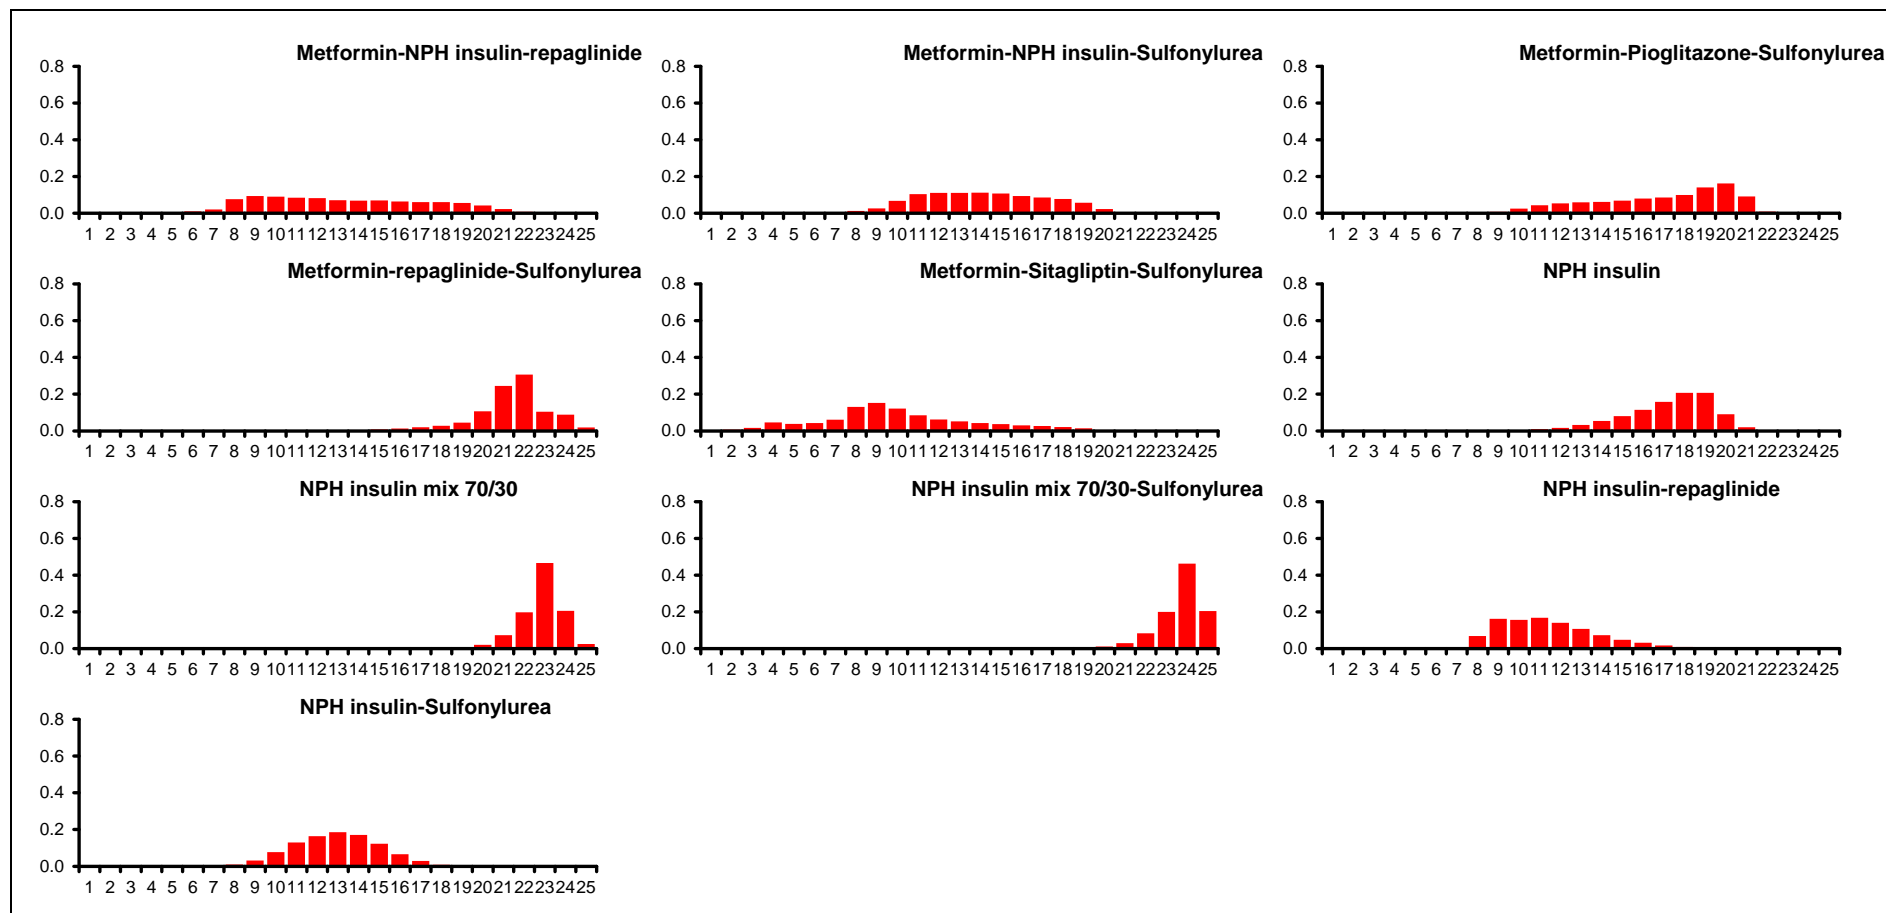 Metformin-NPH insulin-repaglinide
0.8
0.6
0.4
0.2
0.0
1 2 3 4 5 6 7 8 9 10 11 12 13 14 15 16 17 18 19 20 21 22 23 24 25
Metformin-NPH insulin-Sulfonylurea
0.8
0.6
0.4
0.2
0.0
1 2 3 4 5 6 7 8 9 10 11 12 13 14 15 16 17 18 19 20 21 22 23 24 25
Metformin-Pioglitazone-Sulfonylurea
0.8
0.6
0.4
0.2
0.0
1 2 3 4 5 6 7 8 9 10 11 12 13 14 15 16 17 18 19 20 21 22 23 24 25
Metformin-repaglinide-Sulfonylurea
0.8
0.6
0.4
0.2
0.0
1 2 3 4 5 6 7 8 9 10 11 12 13 14 15 16 17 18 19 20 21 22 23 24 25
Metformin-Sitagliptin-Sulfonylurea
0.8
0.6
0.4
0.2
0.0
1 2 3 4 5 6 7 8 9 10 11 12 13 14 15 16 17 18 19 20 21 22 23 24 25
NPH insulin
0.8
0.6
0.4
0.2
0.0
1 2 3 4 5 6 7 8 9 10 11 12 13 14 15 16 17 18 19 20 21 22 23 24 25
NPH insulin mix 70/30
0.8
0.6
0.4
0.2
0.0
1 2 3 4 5 6 7 8 9 10 11 12 13 14 15 16 17 18 19 20 21 22 23 24 25
NPH insulin mix 70/30-Sulfonylurea
0.8
0.6
0.4
0.2
0.0
1 2 3 4 5 6 7 8 9 10 11 12 13 14 15 16 17 18 19 20 21 22 23 24 25
NPH insulin-repaglinide
0.8
0.6
0.4
0.2
0.0
1 2 3 4 5 6 7 8 9 10 11 12 13 14 15 16 17 18 19 20 21 22 23 24 25
NPH insulin-Sulfonylurea
0.8
0.6
0.4
0.2
0.0
1 2 3 4 5 6 7 8 9 10 11 12 13 14 15 16 17 18 19 20 21 22 23 24 25